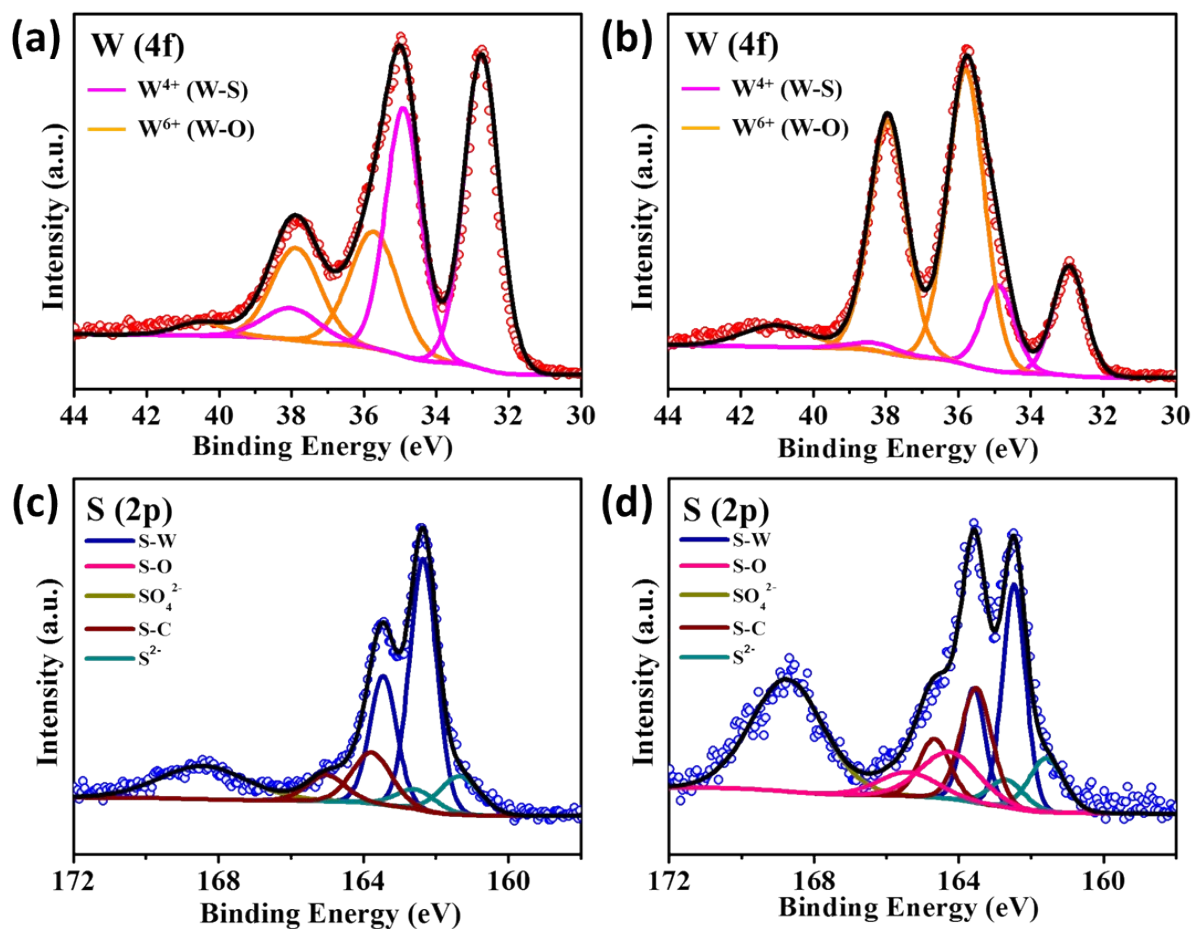 (a)
W (4f)
W⁴⁺ (W-S)
W⁶⁺ (W-O)
Intensity (a.u.)
44 42 40 38 36 34 32 30
Binding Energy (eV)
(b)
W (4f)
W⁴⁺ (W-S)
W⁶⁺ (W-O)
Intensity (a.u.)
44 42 40 38 36 34 32 30
Binding Energy (eV)
(c)
S (2p)
S-W
S-O
SO₄²⁻
S-C
S²⁻
Intensity (a.u.)
172 168 164 160
Binding Energy (eV)
(d)
S (2p)
S-W
S-O
SO₄²⁻
S-C
S²⁻
Intensity (a.u.)
172 168 164 160
Binding Energy (eV)